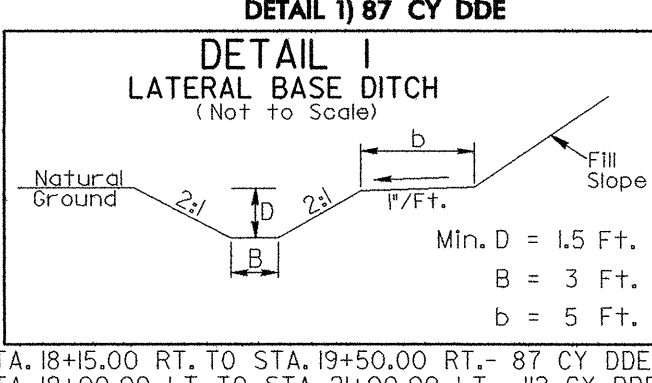 DETAIL 1) 87 CY DDE
DETAIL 1
LATERAL BASE DITCH
(Not to Scale)
b
Natural
Ground
2:1
D
2:1
1"/Ft.
Fill
Slope
B
Min. D = 1.5 Ft.
B = 3 Ft.
b = 5 Ft.
TA. 18+15.00 RT. TO STA. 19+50.00 RT.- 87 CY DDE